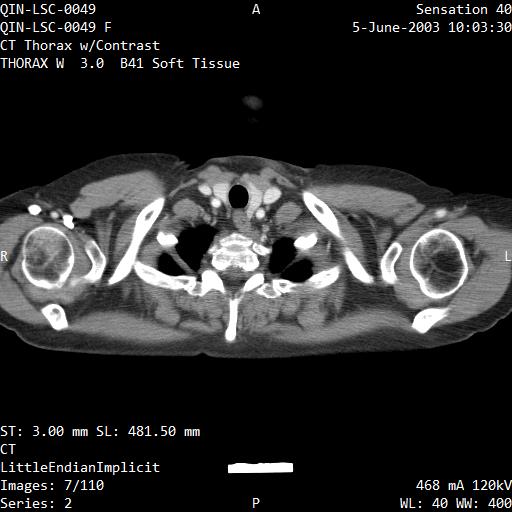 QIN-LSC-0049
A
Sensation 40
QIN-LSC-0049 F
5-June-2003 10:03:30
CT Thorax w/Contrast
THORAX W  3.0  B41 Soft Tissue
R
L
ST: 3.00 mm SL: 481.50 mm
CT
LittleEndianImplicit
Images: 7/110
468 mA 120kV
Series: 2
P
WL: 40 WW: 400